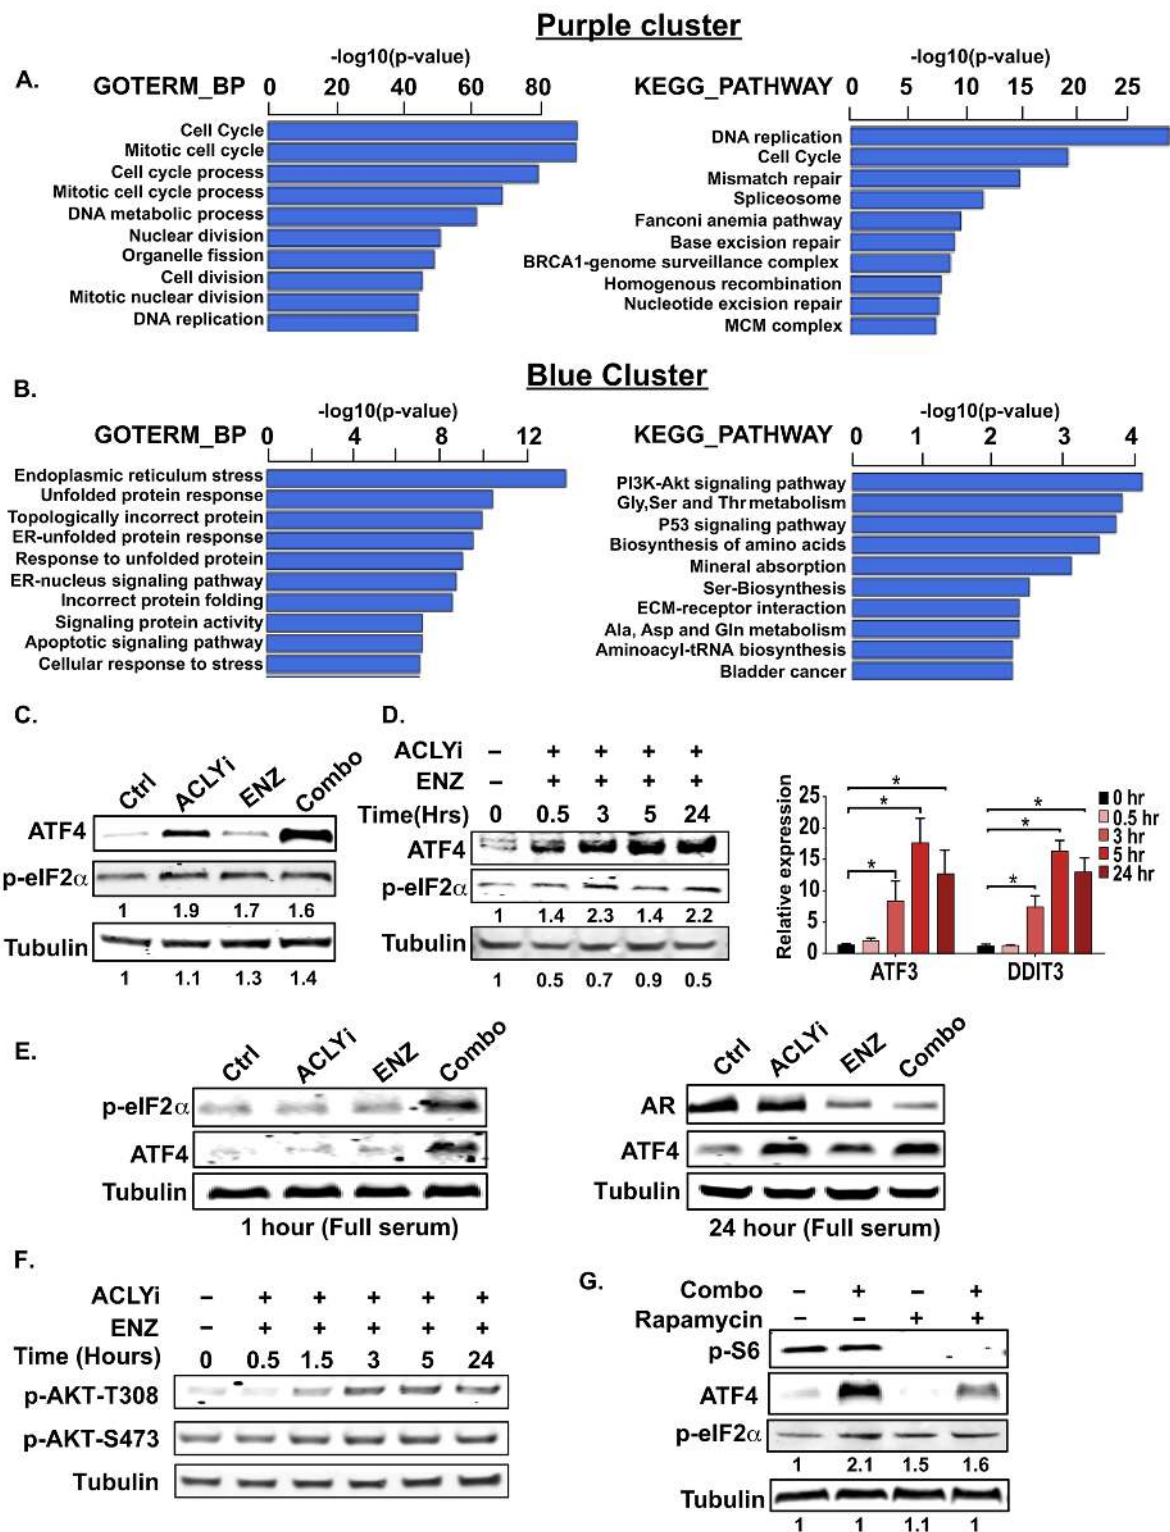 Purple cluster
A.
-log10(p-value)
GOTERM_BP 0 20 40 60 80
Cell Cycle
Mitotic cell cycle
Cell cycle process
Mitotic cell cycle process
DNA metabolic process
Nuclear division
Organelle fission
Cell division
Mitotic nuclear division
DNA replication
-log10(p-value)
KEGG_PATHWAY 0 5 10 15 20 25
DNA replication
Cell Cycle
Mismatch repair
Spliceosome
Fanconi anemia pathway
Base excision repair
BRCA1-genome surveillance complex
Homogenous recombination
Nucleotide excision repair
MCM complex
Blue Cluster
B.
-log10(p-value)
GOTERM_BP 0 4 8 12
Endoplasmic reticulum stress
Unfolded protein response
Topologically incorrect protein
ER-unfolded protein response
Response to unfolded protein
ER-nucleus signaling pathway
Incorrect protein folding
Signaling protein activity
Apoptotic signaling pathway
Cellular response to stress
-log10(p-value)
KEGG_PATHWAY 0 1 2 3 4
PI3K-Akt signaling pathway
Gly,Ser and Thr metabolism
P53 signaling pathway
Biosynthesis of amino acids
Mineral absorption
Ser-Biosynthesis
ECM-receptor interaction
Ala, Asp and Gln metabolism
Aminoacyl-tRNA biosynthesis
Bladder cancer
C.
Ctrl ACLYi ENZ Combo
ATF4
p-eIF2α
1 1.9 1.7 1.6
Tubulin
1 1.1 1.3 1.4
D.
ACLYi – + + + +
ENZ – + + + +
Time(Hrs) 0 0.5 3 5 24
ATF4
p-eIF2α
1 1.4 2.3 1.4 2.2
Tubulin
1 0.5 0.7 0.9 0.5
Relative expression
25
20
15
10
5
0
* * * * * *
ATF3 DDIT3
0 hr
0.5 hr
3 hr
5 hr
24 hr
E.
Ctrl ACLYi ENZ Combo
p-eIF2α
ATF4
Tubulin
1 hour (Full serum)
Ctrl ACLYi ENZ Combo
AR
ATF4
Tubulin
24 hour (Full serum)
F.
ACLYi – + + + + +
ENZ – + + + + +
Time (Hours) 0 0.5 1.5 3 5 24
p-AKT-T308
p-AKT-S473
Tubulin
G.
Combo – + – +
Rapamycin – – + +
p-S6
ATF4
p-eIF2α
1 2.1 1.5 1.6
Tubulin
1 1 1.1 1